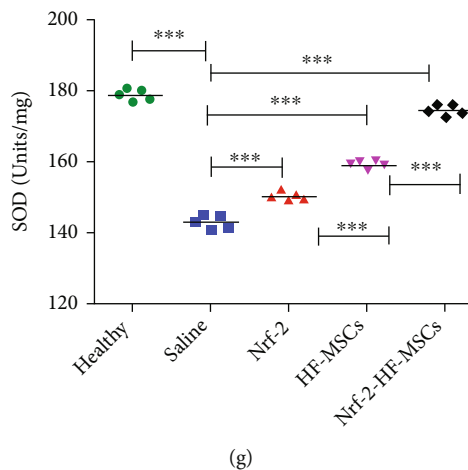 200
180
160
140
120
SOD (Units/mg)
***
***
***
***
***
***
Healthy
Saline
Nrf-2
HF-MSCs
Nrf-2-HF-MSCs
(g)